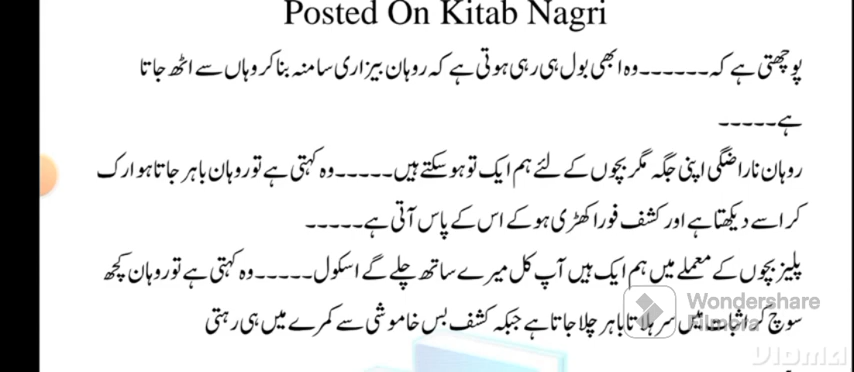 Posted On Kitab Nagri
پوچھتی ہے کہ۔۔۔۔۔۔۔وہ ابھی بول ہی رہی ہوتی ہے کہ روہان بیزاری سا منہ بنا کر وہاں سے اٹھ جاتا
ہے۔۔۔۔۔
روہان ناراضگی اپنی جگہ مگر بچوں کے لئے ہم ایک تو ہو سکتے ہیں۔۔۔۔۔وہ کہتی ہے تو روہان باہر جاتا ہوا رک
کر اسے دیکھتا ہے اور کشف فورا کھڑی ہو کے اس کے پاس آتی ہے۔۔۔۔۔
پلیز بچوں کے معملے میں ہم ایک ہیں آپ کل میرے ساتھ چلے گے اسکول۔۔۔۔۔وہ کہتی ہے تو روہان کچھ
سوچ کر اثبات میں سر ہلاتا باہر چلا جاتا ہے جبکہ کشف بس خاموشی سے کمرے میں ہی رہتی
Wondershare
Filmora